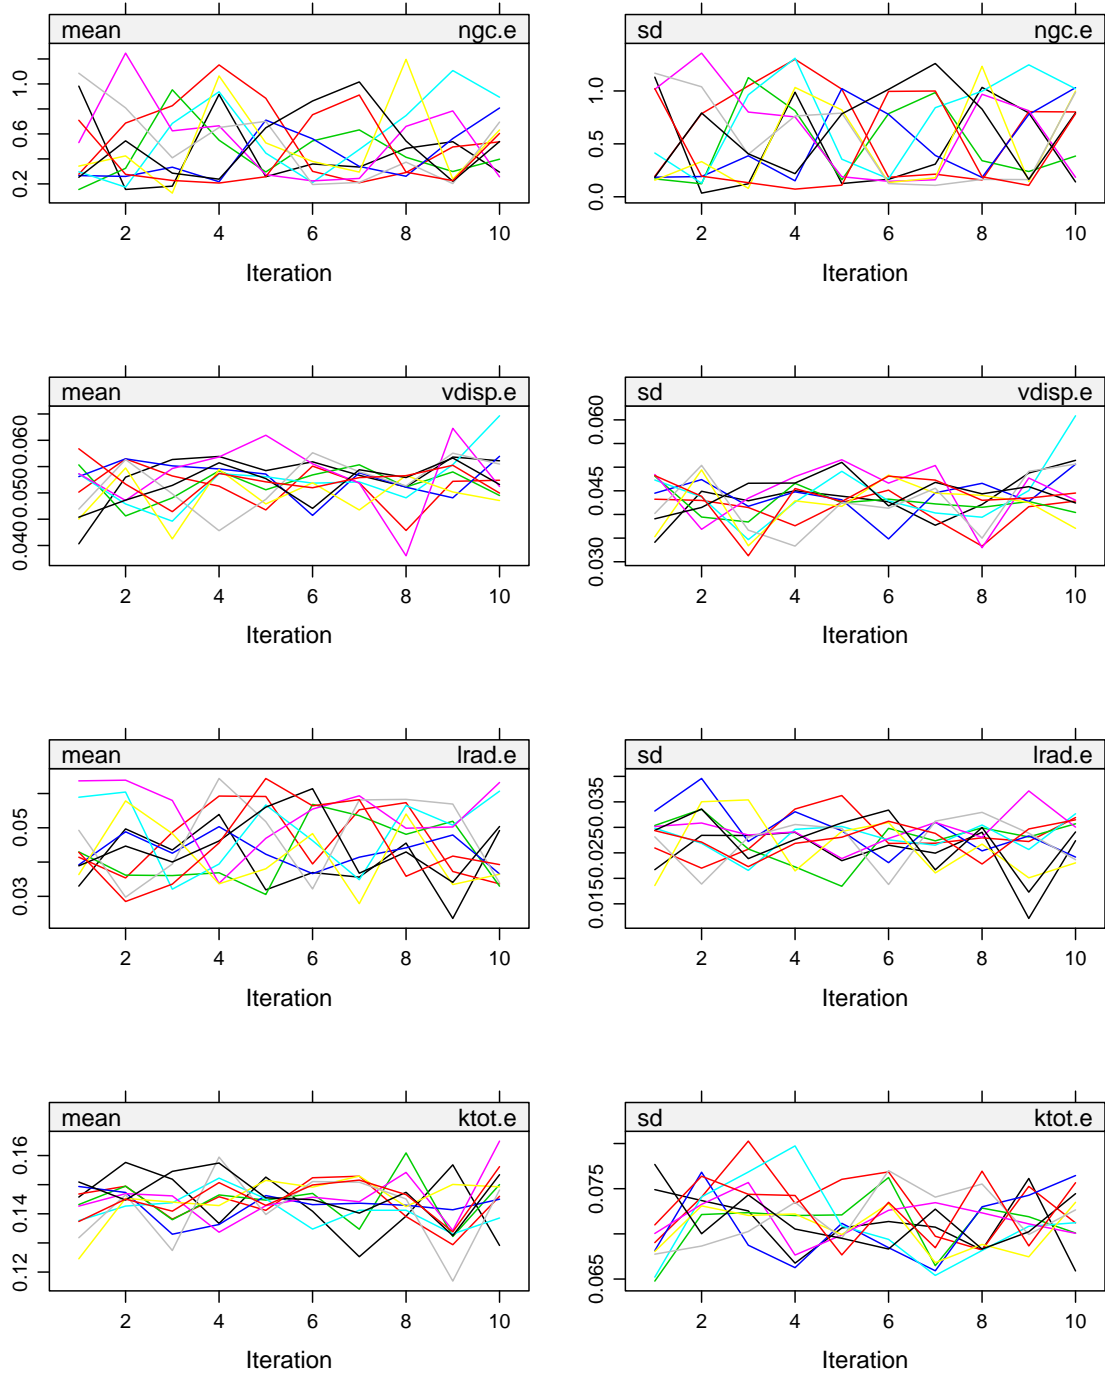 mean ngc.e
sd ngc.e
0.2 0.6 1.0
0.0 0.5 1.0
2 4 6 8 10
2 4 6 8 10
Iteration
Iteration
mean vdisp.e
sd vdisp.e
0.040 0.050 0.060
0.030 0.045 0.060
2 4 6 8 10
2 4 6 8 10
Iteration
Iteration
mean lrad.e
sd lrad.e
0.03 0.05
0.015 0.025 0.035
2 4 6 8 10
2 4 6 8 10
Iteration
Iteration
mean ktot.e
sd ktot.e
0.12 0.14 0.16
0.065 0.075
2 4 6 8 10
2 4 6 8 10
Iteration
Iteration